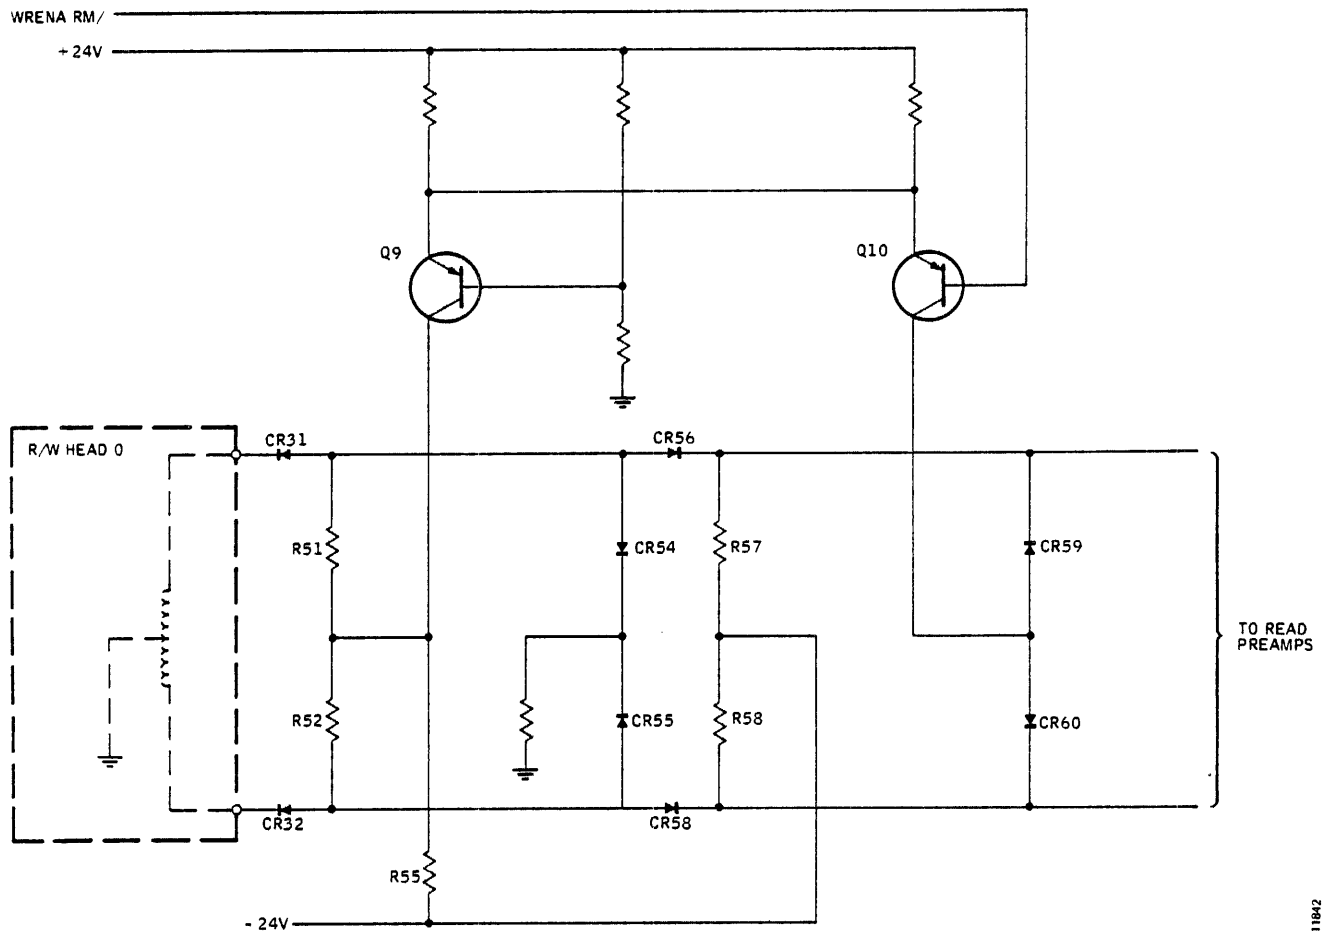 WRENA RM/
+24V
Q9
Q10
R/W HEAD 0
CR31
CR56
R51
CR54
R57
CR59
TO READ
PREAMPS
R52
CR55
R58
CR60
CR32
CR58
R55
- 24V
11842